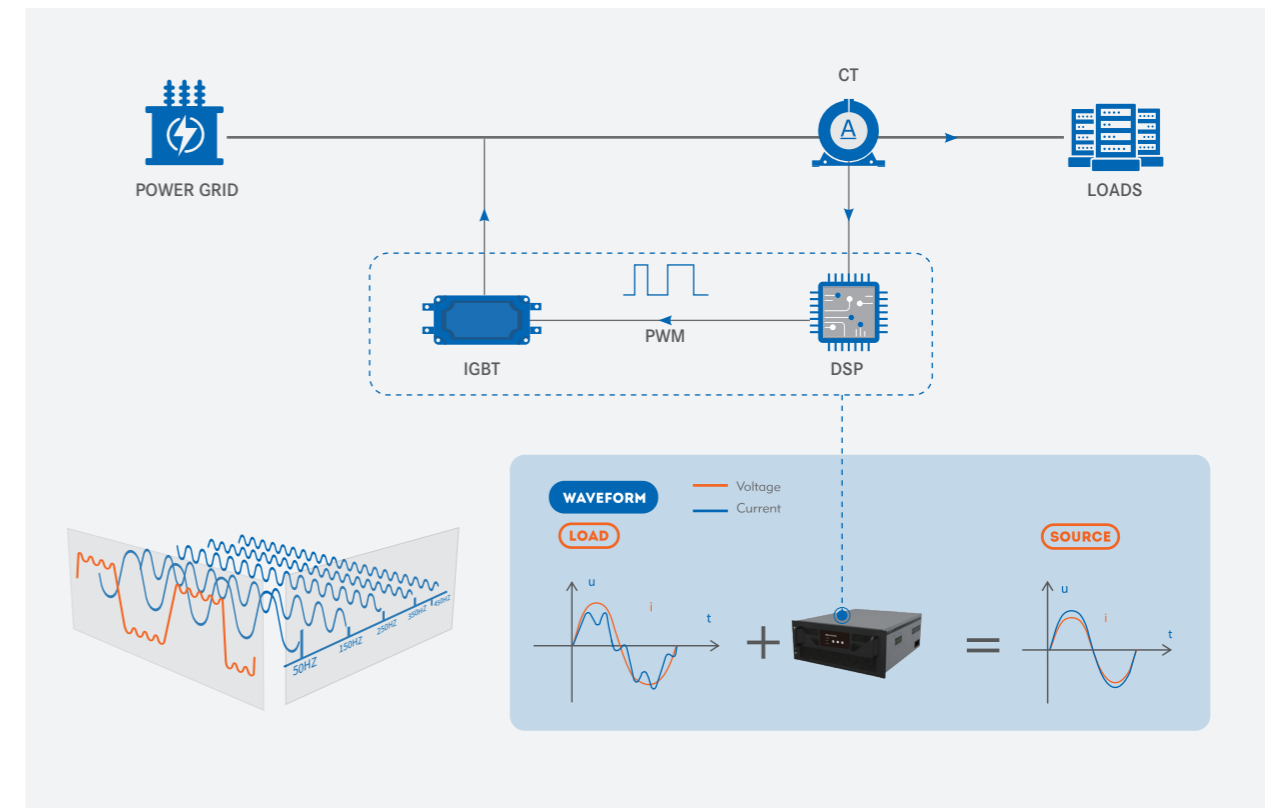 CT
A
POWER GRID
LOADS
PWM
IGBT
DSP
WAVEFORM
Voltage
Current
LOAD
SOURCE
u
i
t
u
i
t
50HZ
150HZ
250HZ
350HZ
450HZ